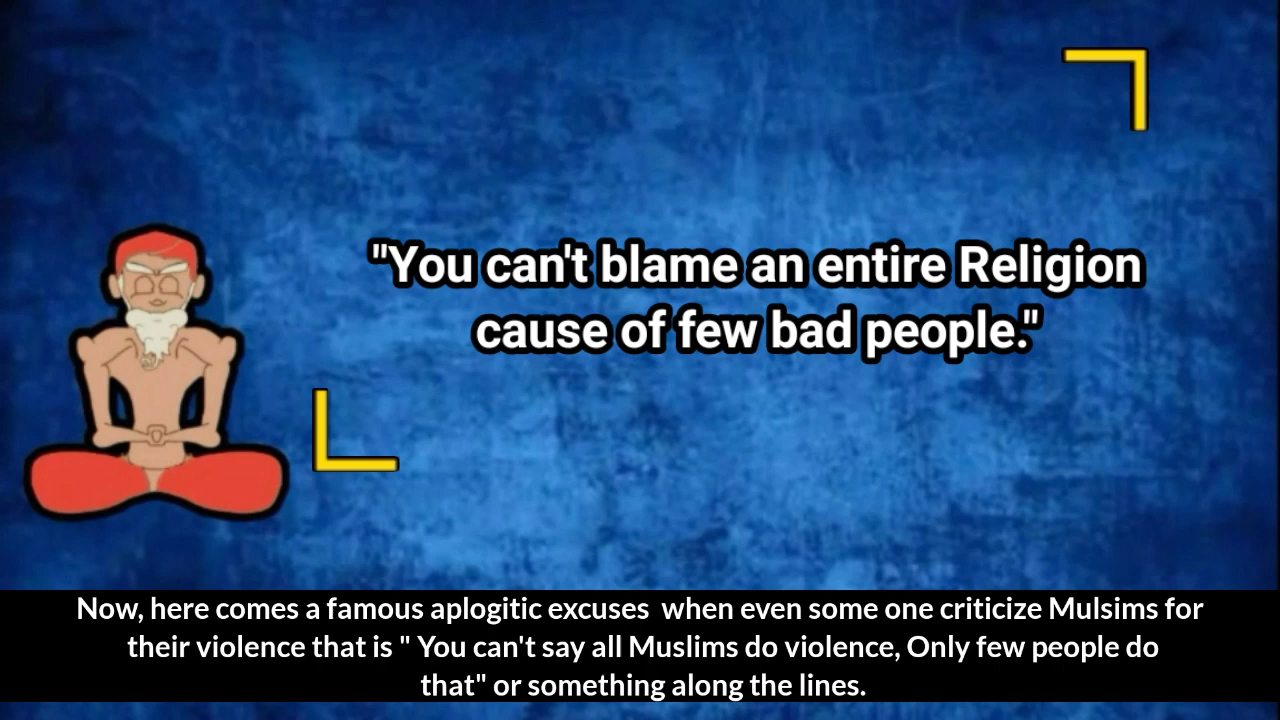 "You can't blame an entire Religion
cause of few bad people."
Now, here comes a famous aplogitic excuses  when even some one criticize Mulsims for
their violence that is " You can't say all Muslims do violence, Only few people do
that" or something along the lines.